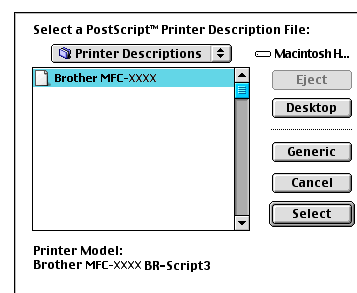 Select a PostScript™ Printer Description File:
Printer Descriptions
Macintosh H...
Brother MFC-XXXX
Eject
Desktop
Generic
Cancel
Select
Printer Model:
Brother MFC-XXXX BR-Script3